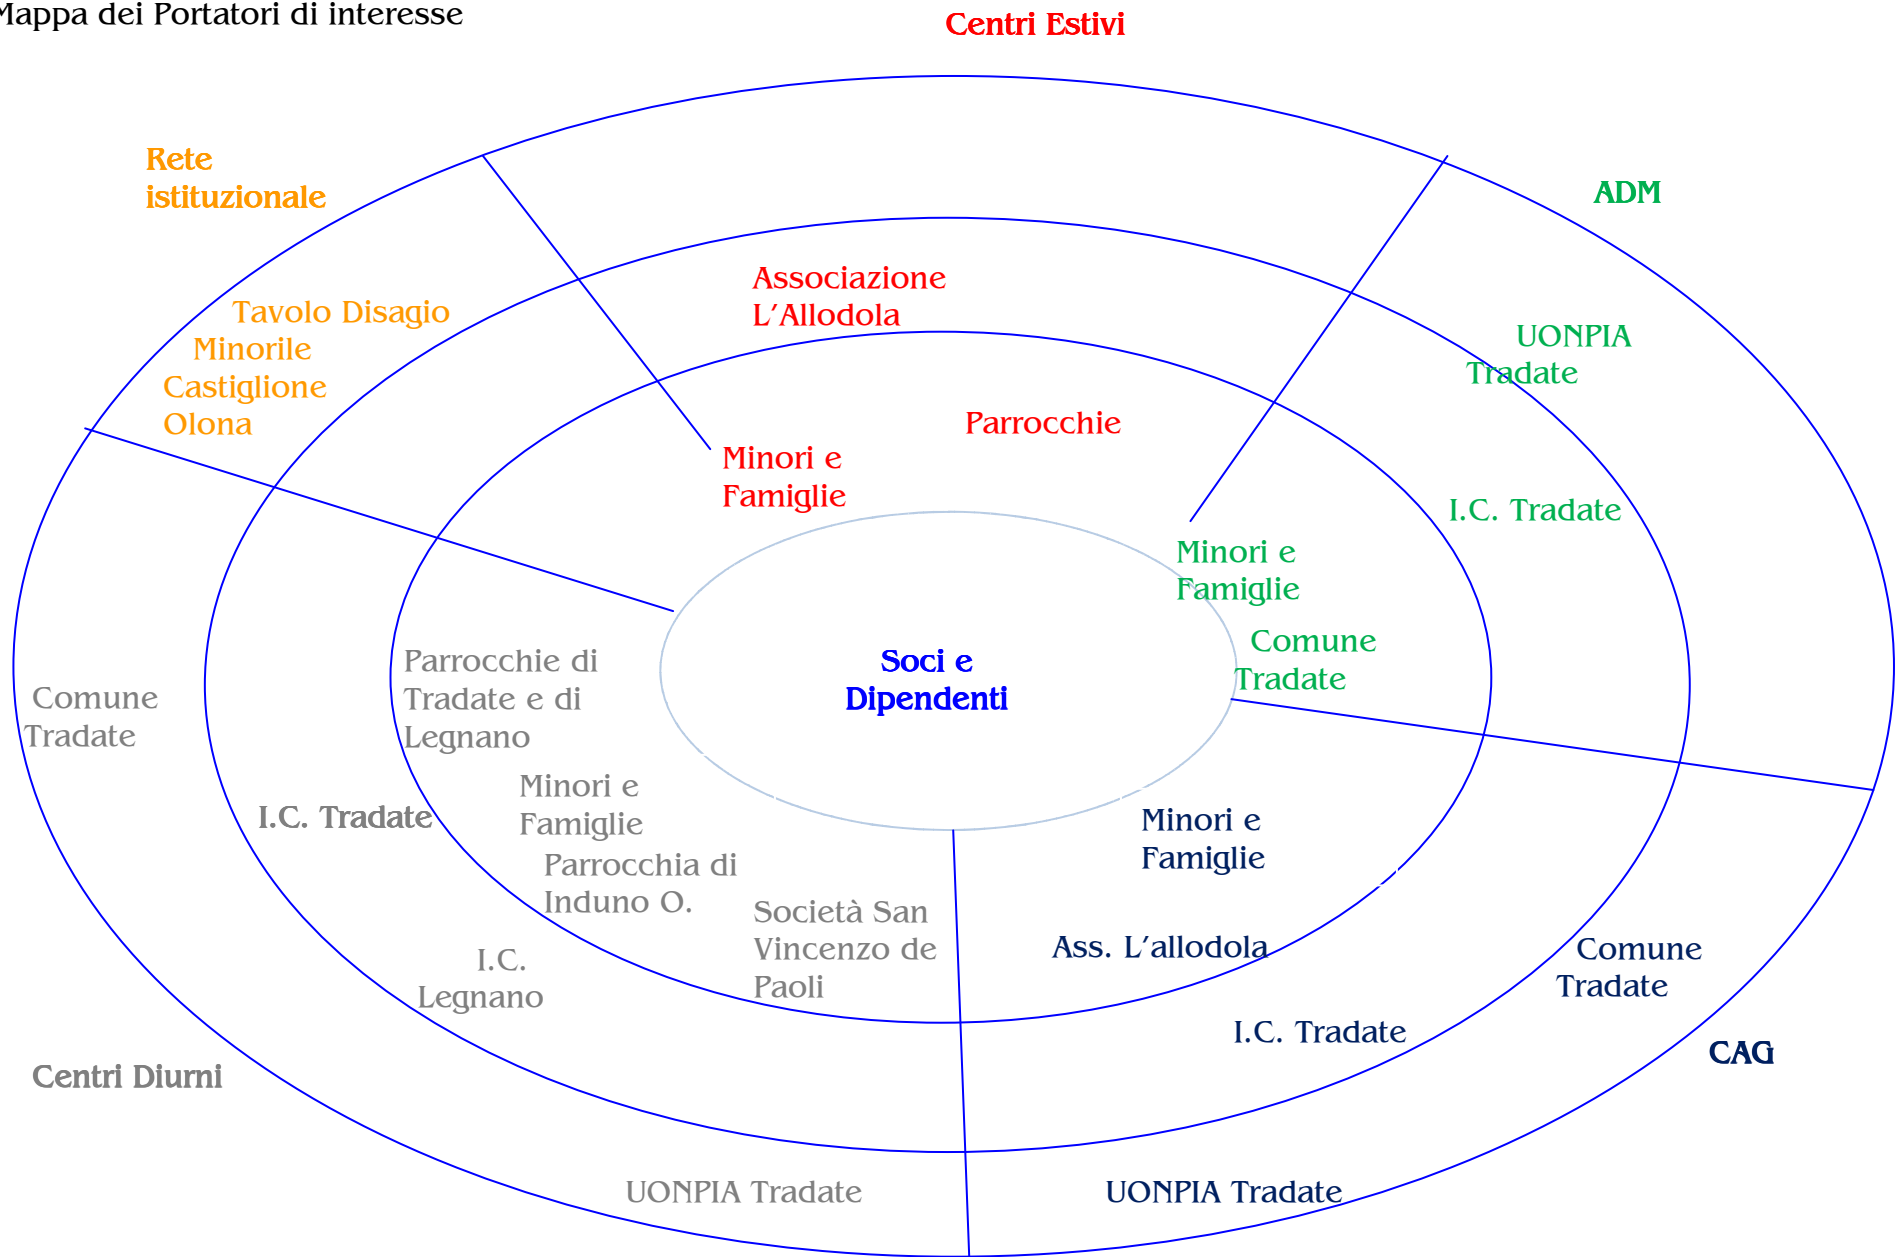 Mappa dei Portatori di interesse
Centri Estivi
Rete
istituzionale
ADM
Associazione
L'Allodola
Tavolo Disagio
Minorile
Castiglione
Olona
UONPIA
Tradate
Parrocchie
Minori e
Famiglie
I.C. Tradate
Minori e
Famiglie
Comune
Tradate
Soci e
Dipendenti
Parrocchie di
Tradate e di
Legnano
Comune
Tradate
Minori e
Famiglie
I.C. Tradate
Parrocchia di
Induno O.
Società San
Vincenzo de
Paoli
I.C.
Legnano
Minori e
Famiglie
Ass. L'allodola
Comune
Tradate
I.C. Tradate
CAG
Centri Diurni
UONPIA Tradate
UONPIA Tradate